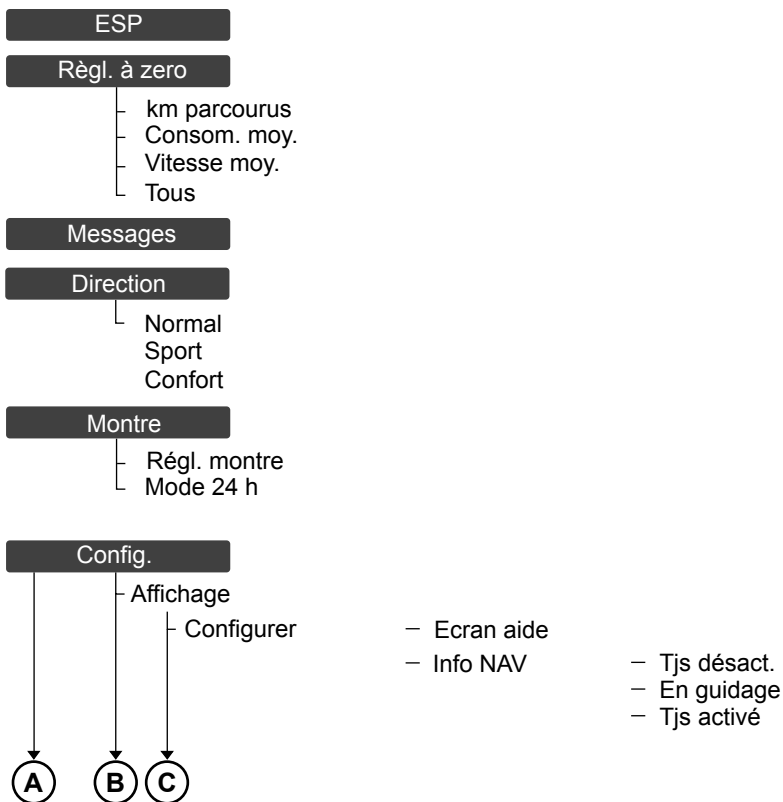 ESP
Règl. à zero
km parcourus
Consom. moy.
Vitesse moy.
Tous
Messages
Direction
Normal
Sport
Confort
Montre
Régl. montre
Mode 24 h
Config.
Affichage
Configurer
Ecran aide
Info NAV
Tjs désact.
En guidage
Tjs activé
A
B
C